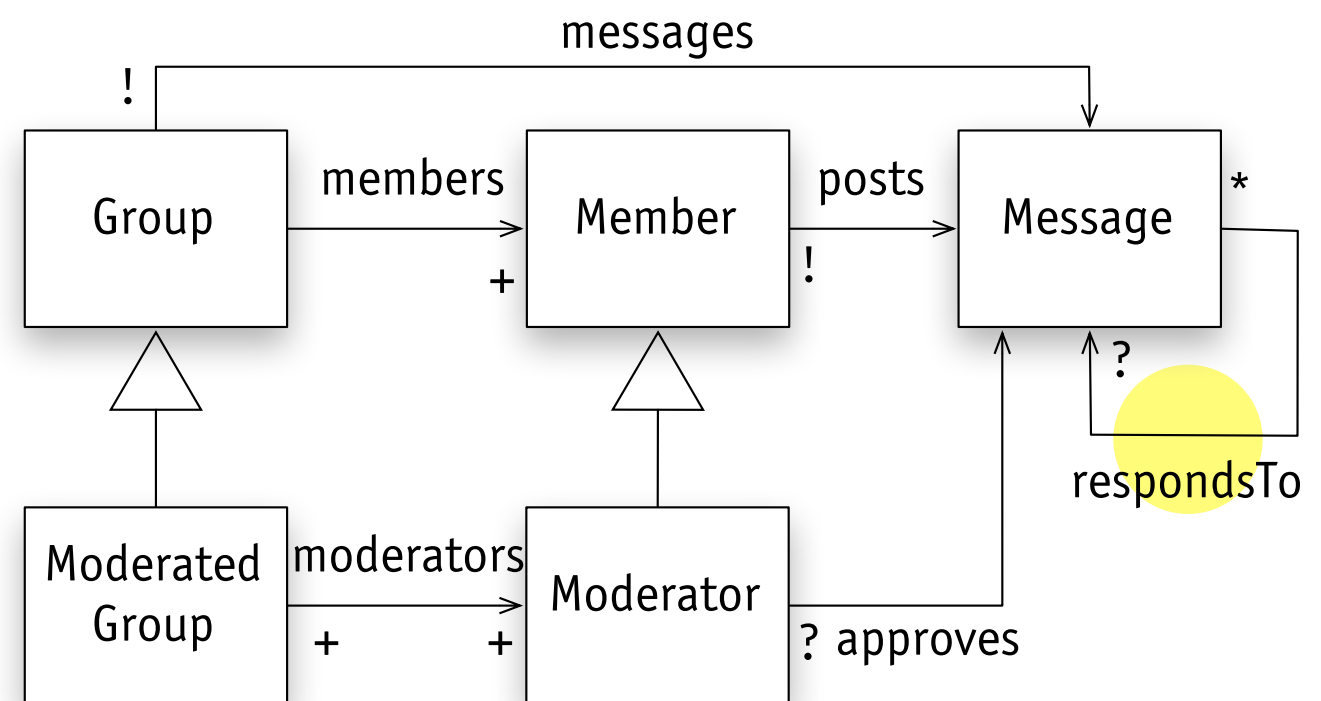 messages
!
members
posts
*
Group
Member
Message
!
+
?
respondsTo
Moderated
Group
moderators
Moderator
+
+
? approves